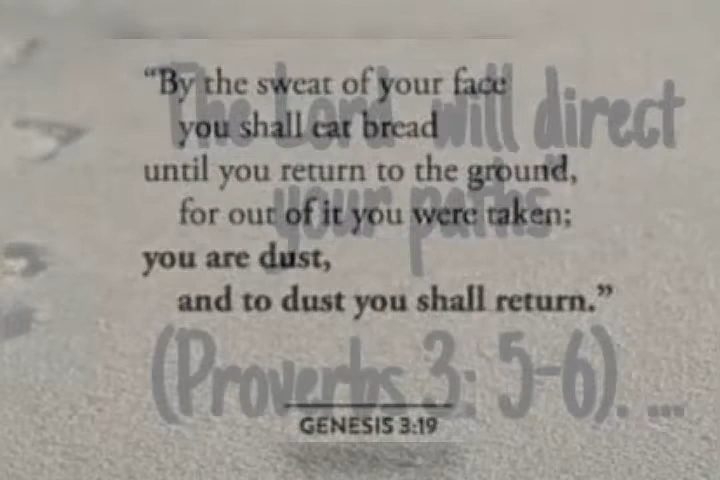 “By the sweat of your face
you shall eat bread
until you return to the ground,
for out of it you were taken;
you are dust,
and to dust you shall return.”
GENESIS 3:19
The Lord will direct
your paths"
(Proverbs 3: 5-6). ...